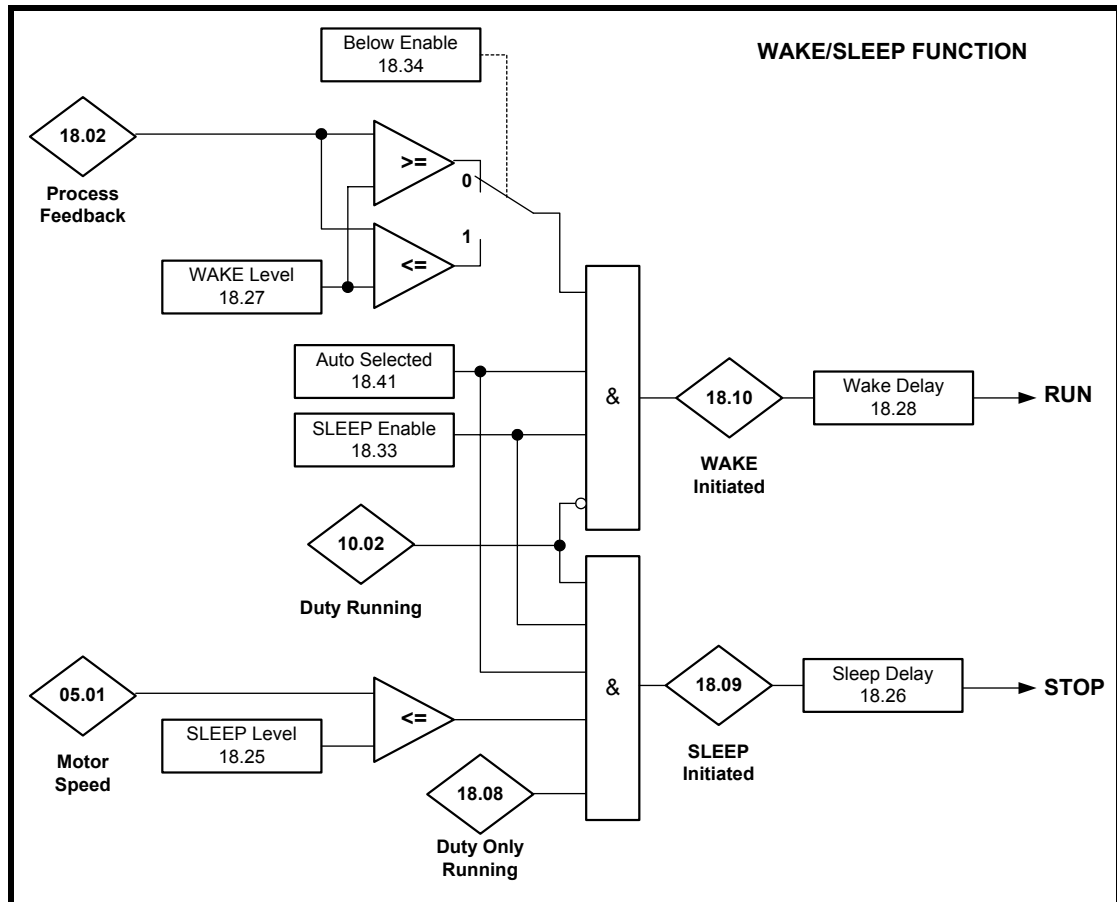 WAKE/SLEEP FUNCTION
Below Enable
18.34
18.02
Process
Feedback
>=
0
1
<=
WAKE Level
18.27
Auto Selected
18.41
SLEEP Enable
18.33
&
18.10
WAKE
Initiated
Wake Delay
18.28
RUN
10.02
Duty Running
05.01
Motor
Speed
SLEEP Level
18.25
<=
&
18.09
SLEEP
Initiated
Sleep Delay
18.26
STOP
18.08
Duty Only
Running